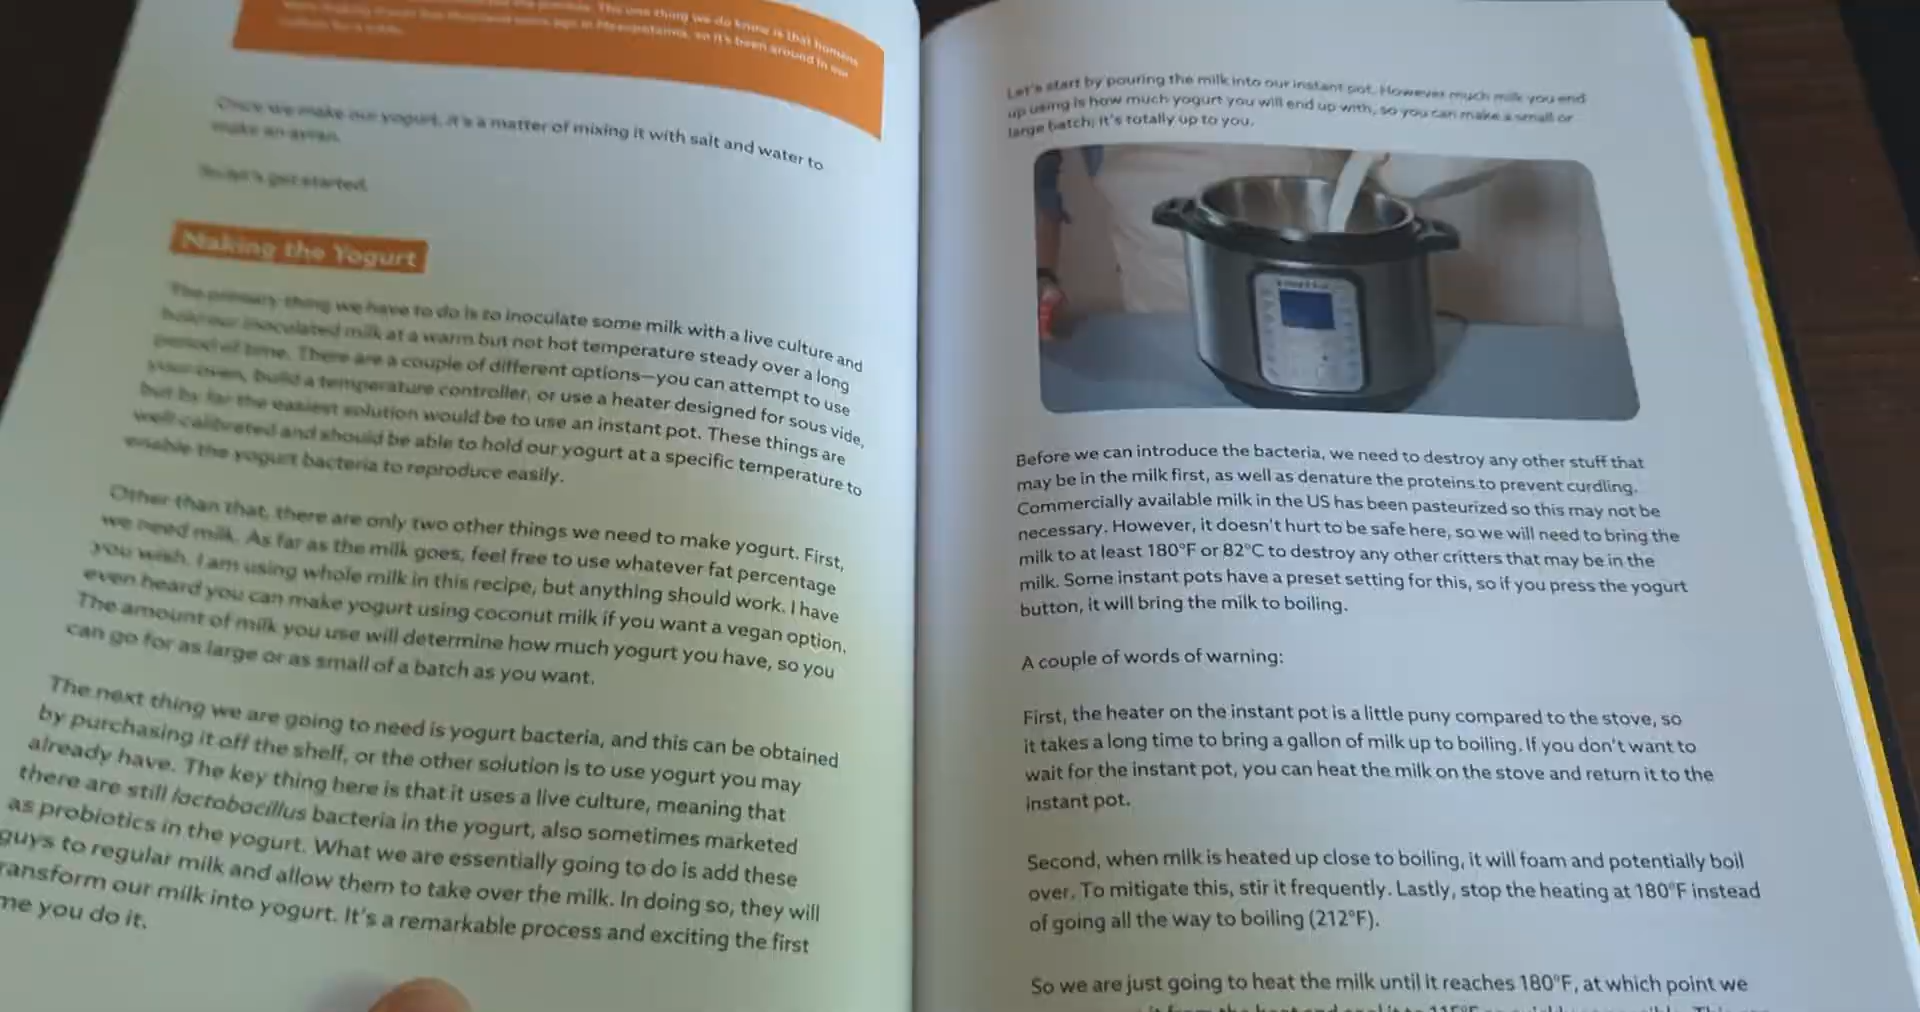 The one thing we do know is that humans
in Mesopotamia, so it's been around in our
Once we make our yogurt, it's a matter of mixing it with salt and water to
make an ayran.
So let's get started.
Making the Yogurt
The primary thing we have to do is to inoculate some milk with a live culture and
hold our inoculated milk at a warm but not hot temperature steady over a long
period of time. There are a couple of different options—you can attempt to use
your oven, build a temperature controller, or use a heater designed for sous vide,
but by far the easiest solution would be to use an instant pot. These things are
well-calibrated and should be able to hold our yogurt at a specific temperature to
enable the yogurt bacteria to reproduce easily.
Other than that, there are only two other things we need to make yogurt. First,
we need milk. As far as the milk goes, feel free to use whatever fat percentage
you wish. I am using whole milk in this recipe, but anything should work. I have
even heard you can make yogurt using coconut milk if you want a vegan option.
The amount of milk you use will determine how much yogurt you have, so you
can go for as large or as small of a batch as you want.
The next thing we are going to need is yogurt bacteria, and this can be obtained
by purchasing it off the shelf, or the other solution is to use yogurt you may
already have. The key thing here is that it uses a live culture, meaning that
there are still lactobacillus bacteria in the yogurt, also sometimes marketed
as probiotics in the yogurt. What we are essentially going to do is add these
guys to regular milk and allow them to take over the milk. In doing so, they will
ransform our milk into yogurt. It's a remarkable process and exciting the first
me you do it.
Let's start by pouring the milk into our instant pot. However much milk you end
up using is how much yogurt you will end up with, so you can make a small or
large batch; it's totally up to you.
Before we can introduce the bacteria, we need to destroy any other stuff that
may be in the milk first, as well as denature the proteins to prevent curdling.
Commercially available milk in the US has been pasteurized so this may not be
necessary. However, it doesn't hurt to be safe here, so we will need to bring the
milk to at least 180°F or 82°C to destroy any other critters that may be in the
milk. Some instant pots have a preset setting for this, so if you press the yogurt
button, it will bring the milk to boiling.
A couple of words of warning:
First, the heater on the instant pot is a little puny compared to the stove, so
it takes a long time to bring a gallon of milk up to boiling. If you don't want to
wait for the instant pot, you can heat the milk on the stove and return it to the
instant pot.
Second, when milk is heated up close to boiling, it will foam and potentially boil
over. To mitigate this, stir it frequently. Lastly, stop the heating at 180°F instead
of going all the way to boiling (212°F).
So we are just going to heat the milk until it reaches 180°F, at which point we